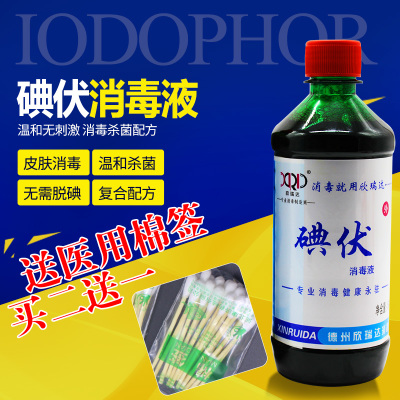 IODOPHOR
碘伏消毒液
温和无刺激 消毒杀菌配方
皮肤消毒
温和杀菌
无需脱碘
复合配方
送医用棉签
买二送一
XRD
欣瑞达
消毒就用欣瑞达
碘伏
消毒液
专业消毒健康永佳
XINRUIDA
德州欣瑞达